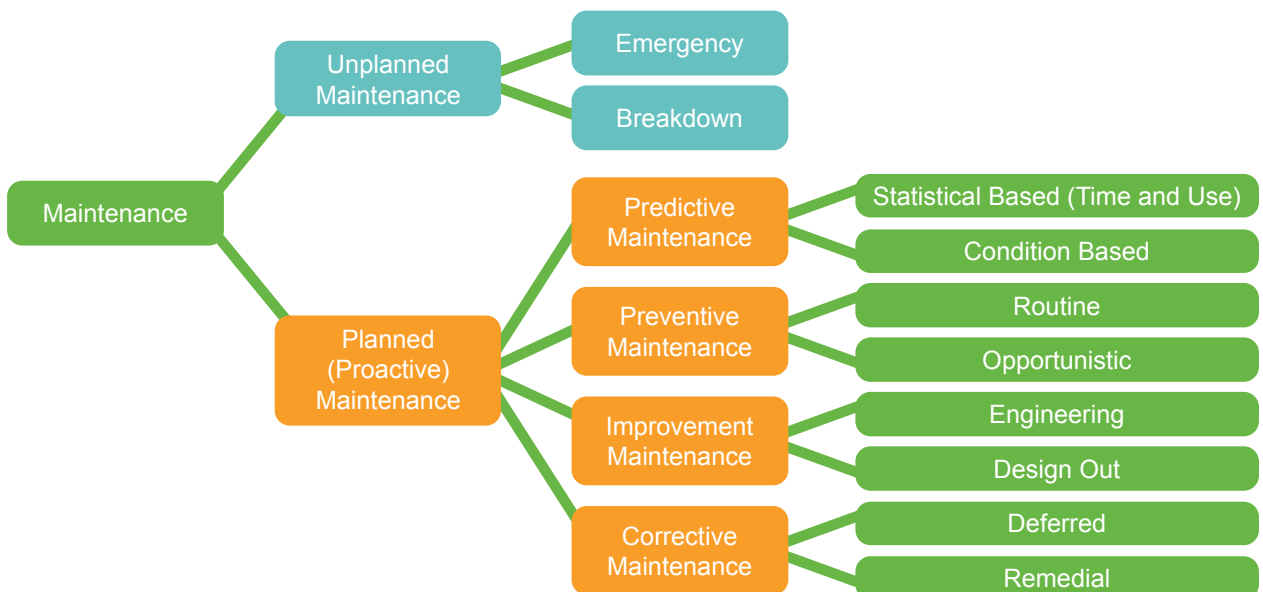 Maintenance
Unplanned
Maintenance
Emergency
Breakdown
Planned
(Proactive)
Maintenance
Predictive
Maintenance
Statistical Based (Time and Use)
Condition Based
Preventive
Maintenance
Routine
Opportunistic
Improvement
Maintenance
Engineering
Design Out
Corrective
Maintenance
Deferred
Remedial